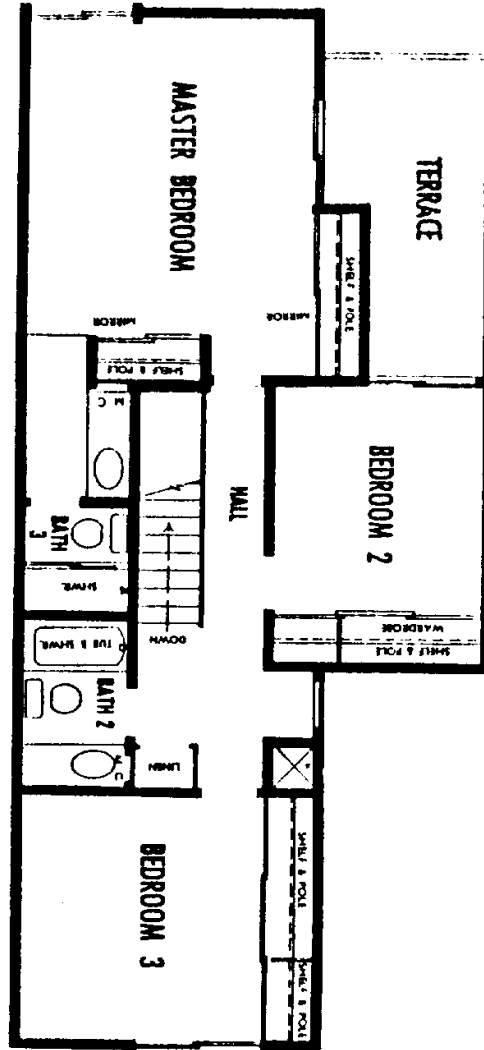 MASTER BEDROOM
TERRACE
SHELF & POLE
MIRROR
MIRROR
SHELF & POLE
M C
BEDROOM 2
HALL
BATH
3
SHWR.
DOWN
WARDROBE
SHELF & POLE
TUB & SHWR.
BATH 2
M C
LINEN
BEDROOM 3
SHELF & POLE
SHELF & POLE